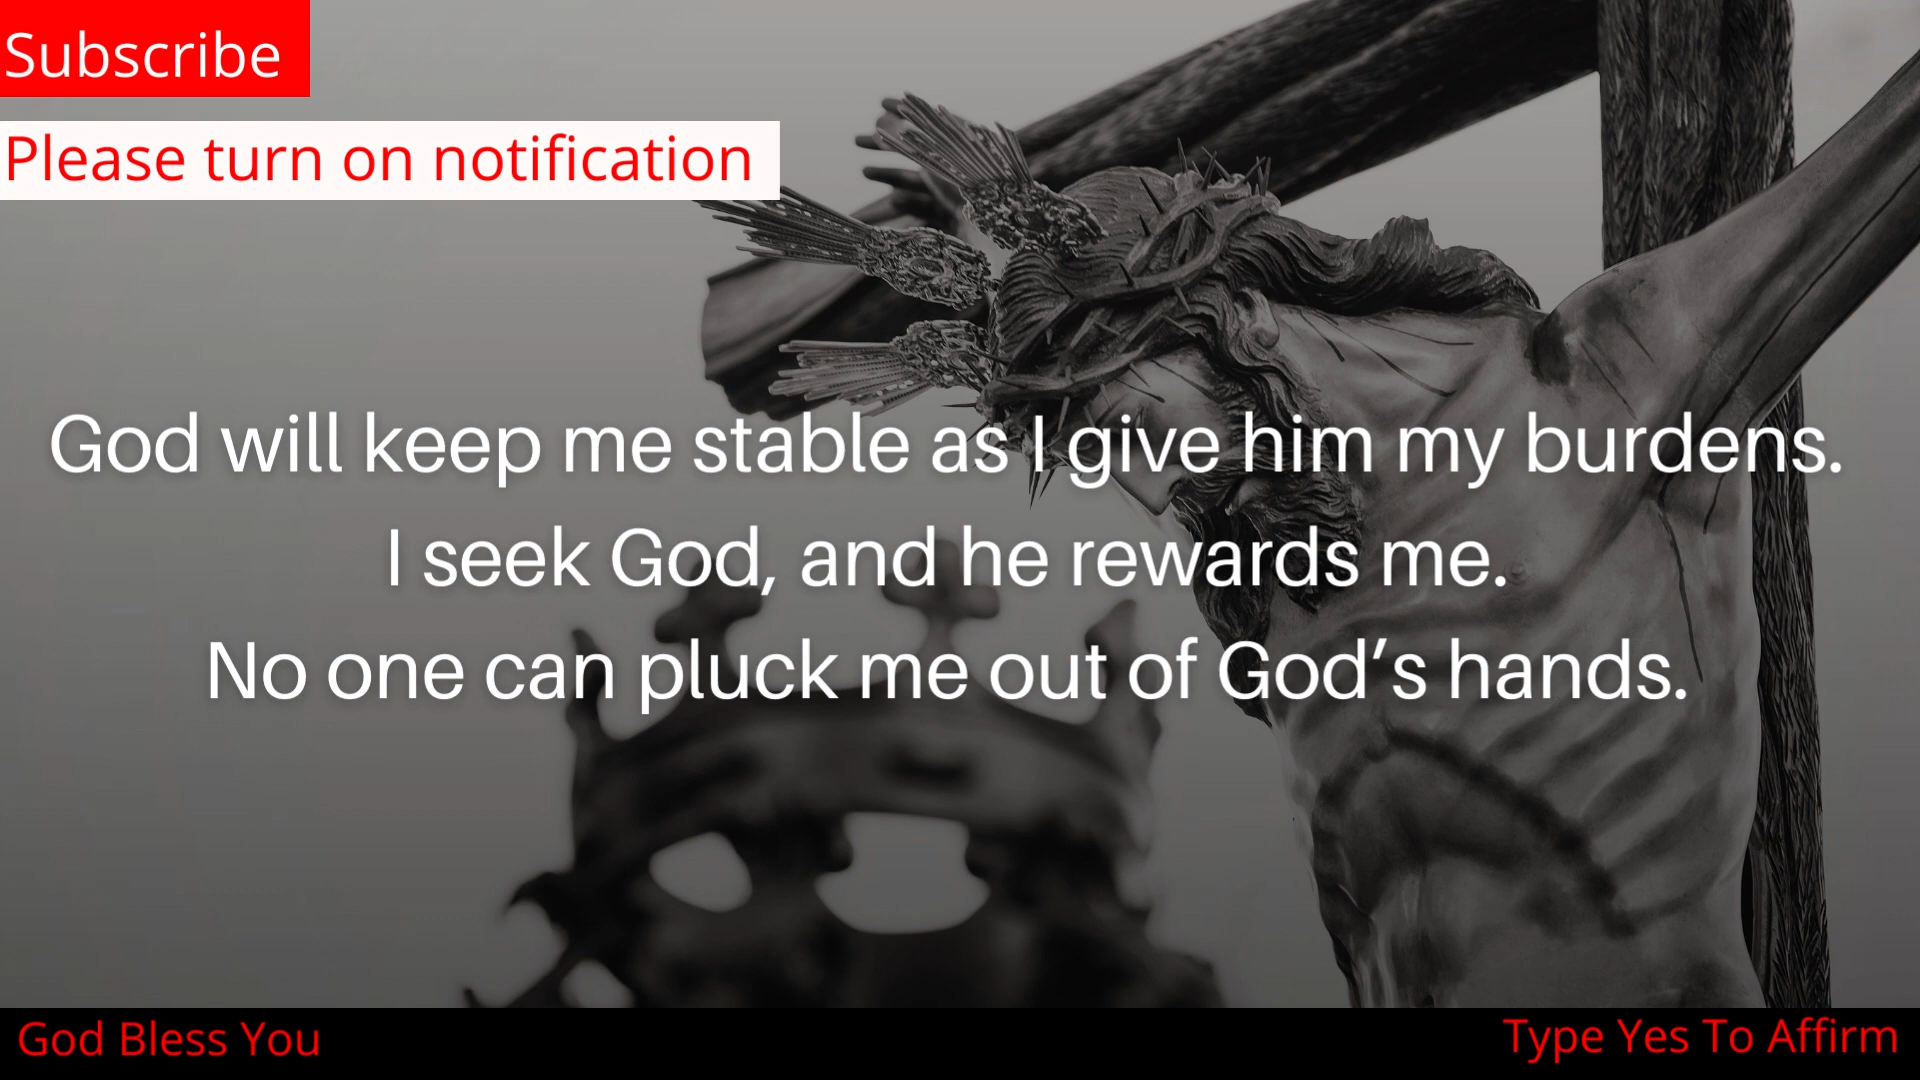 Subscribe
Please turn on notification
God will keep me stable as I give him my burdens.
I seek God, and he rewards me.
No one can pluck me out of God’s hands.
God Bless You
Type Yes To Affirm